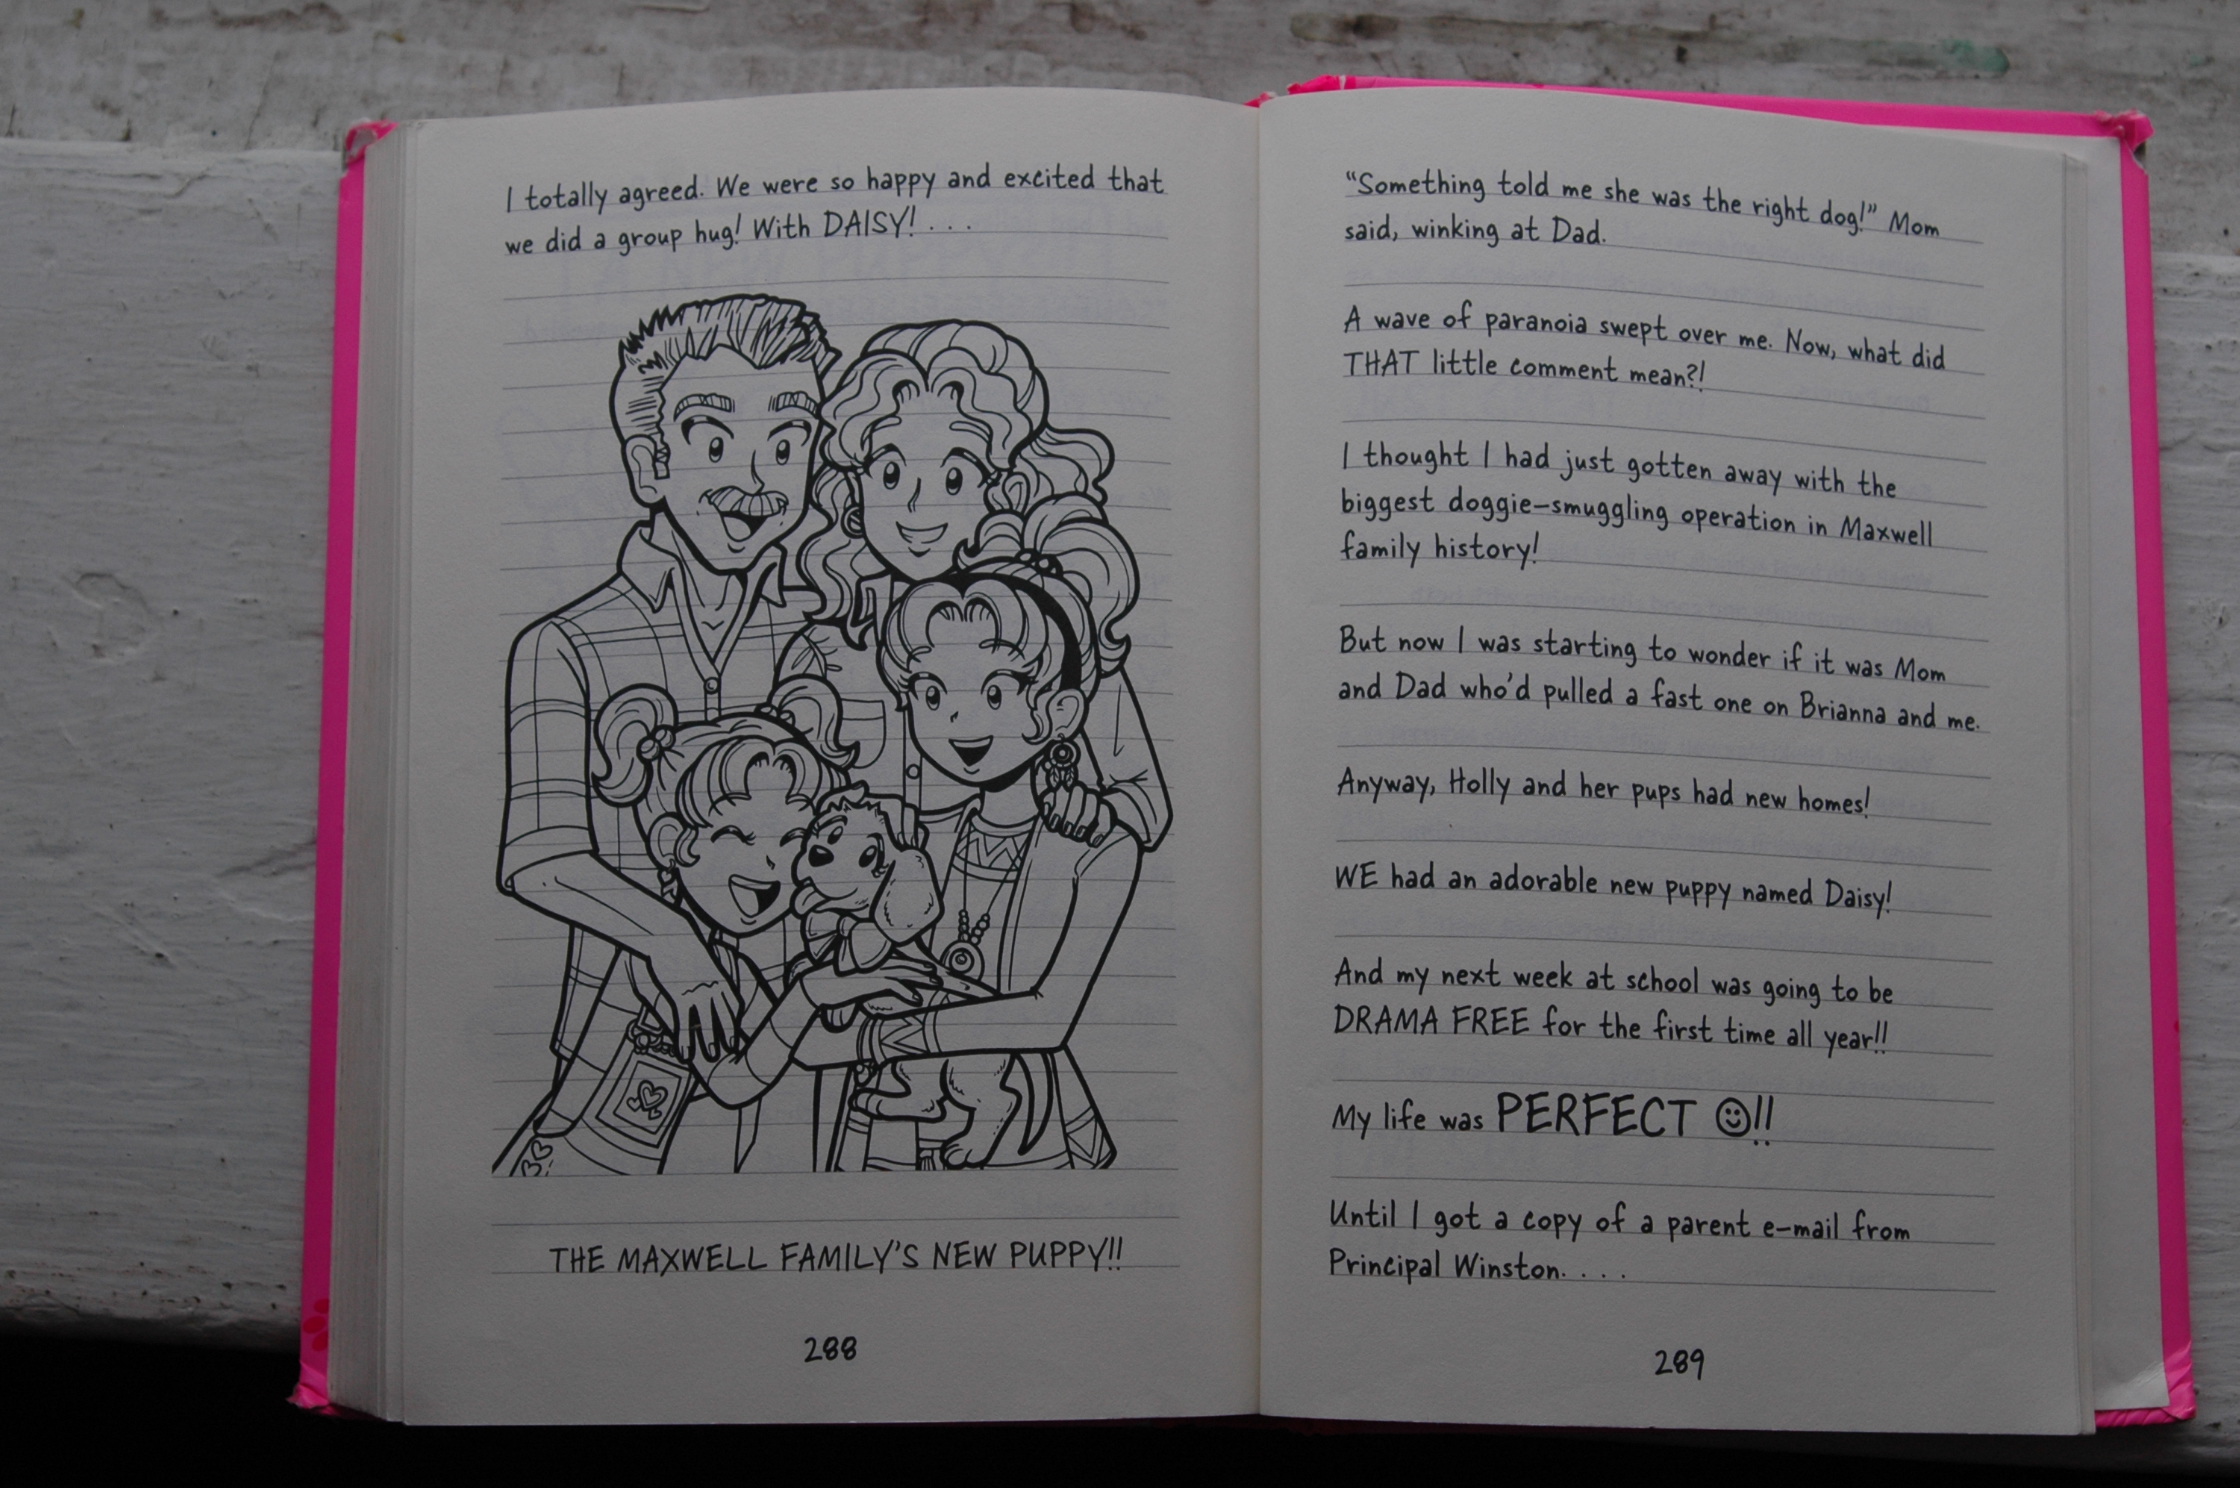 I totally agreed. We were so happy and excited that
we did a group hug! With DAISY! . . .
THE MAXWELL FAMILY'S NEW PUPPY!!
288
“Something told me she was the right dog!” Mom
said, winking at Dad.
A wave of paranoia swept over me. Now, what did
THAT little comment mean?!
I thought I had just gotten away with the
biggest doggie-smuggling operation in Maxwell
family history!
But now I was starting to wonder if it was Mom
and Dad who'd pulled a fast one on Brianna and me.
Anyway, Holly and her pups had new homes!
WE had an adorable new puppy named Daisy!
And my next week at school was going to be
DRAMA FREE for the first time all year!!
My life was PERFECT ☺!!
Until I got a copy of a parent e-mail from
Principal Winston. . . .
289